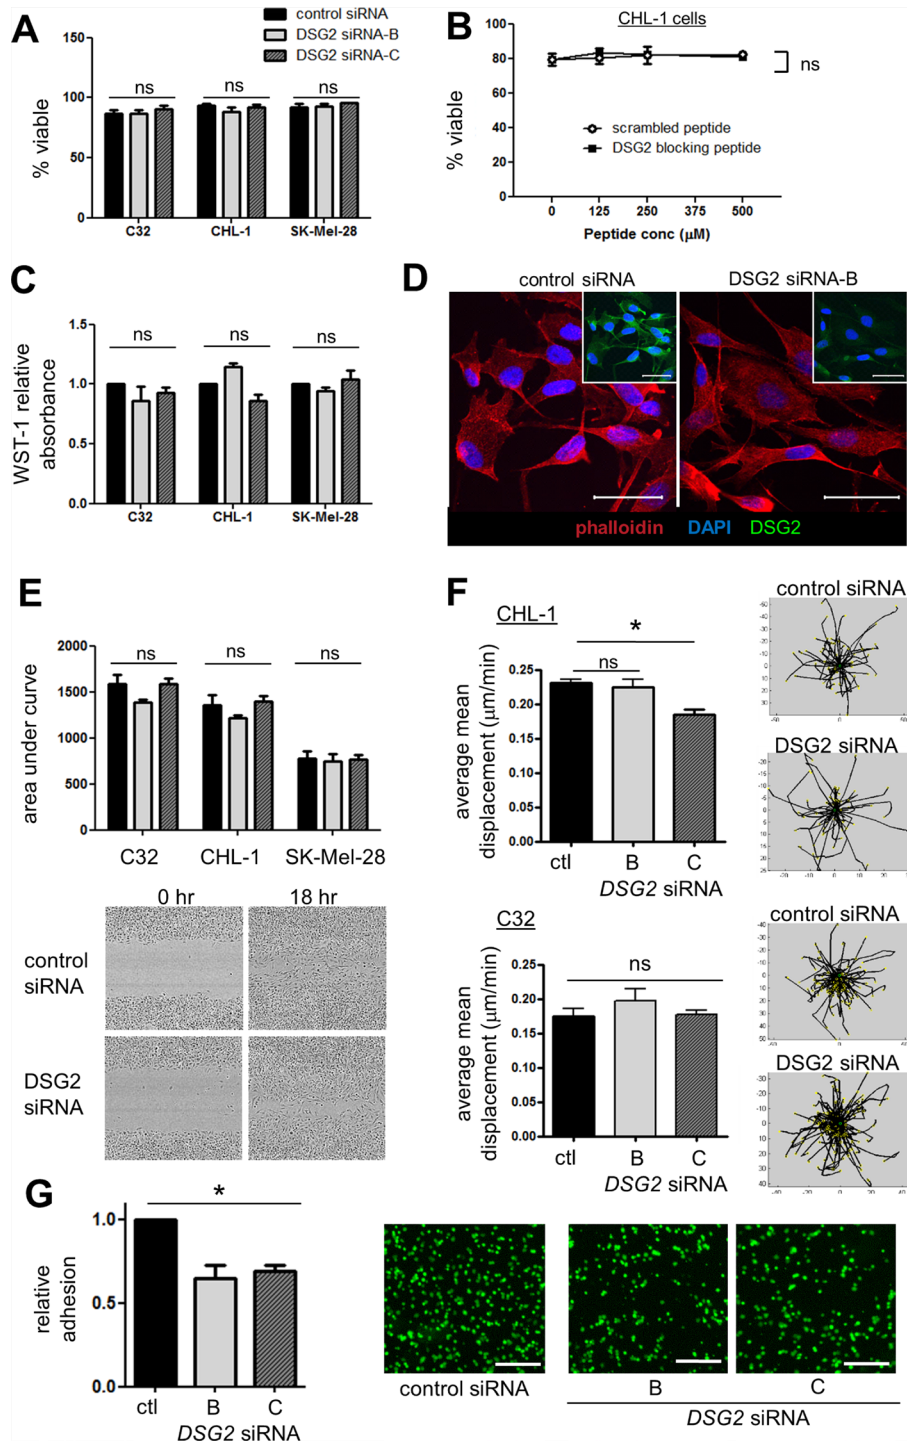 A
control siRNA
DSG2 siRNA-B
DSG2 siRNA-C
% viable
150
100
50
0
ns
ns
ns
C32
CHL-1
SK-Mel-28
B
CHL-1 cells
% viable
100
80
60
40
20
0
ns
scrambled peptide
DSG2 blocking peptide
0
125
250
375
500
Peptide conc (µM)
C
WST-1 relative
absorbance
1.5
1.0
0.5
0.0
ns
ns
ns
C32
CHL-1
SK-Mel-28
D
control siRNA
DSG2 siRNA-B
phalloidin DAPI DSG2
E
area under curve
2000
1500
1000
500
0
ns
ns
ns
C32
CHL-1
SK-Mel-28
0 hr
18 hr
control
siRNA
DSG2
siRNA
F
CHL-1
average mean
displacement (µm/min)
0.25
0.20
0.15
0.10
0.05
0.00
*
ns
ctl
B
C
DSG2 siRNA
control siRNA
DSG2 siRNA
C32
average mean
displacement (µm/min)
0.25
0.20
0.15
0.10
0.05
0.00
ns
ctl
B
C
DSG2 siRNA
control siRNA
DSG2 siRNA
G
relative
adhesion
1.0
0.5
0.0
*
ctl
B
C
DSG2 siRNA
control siRNA
B
C
DSG2 siRNA